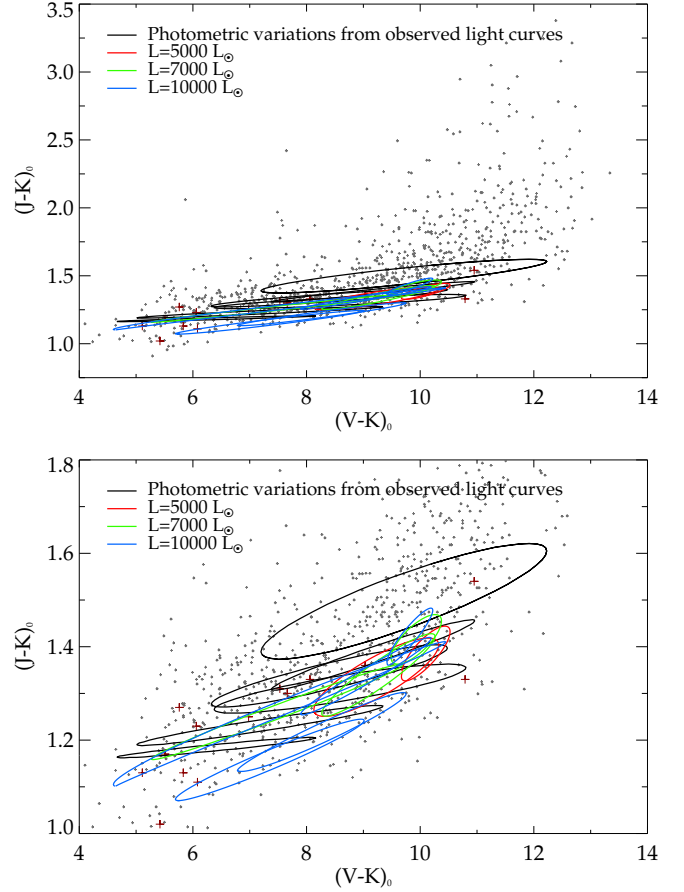 3.5
Photometric variations from observed light curves
L=5000 L☉
3.0
L=7000 L☉
L=10000 L☉
2.5
(J-K)₀
2.0
1.5
1.0
4 6 8 10 12 14
(V-K)₀
1.8
Photometric variations from observed light curves
L=5000 L☉
L=7000 L☉
L=10000 L☉
1.6
(J-K)₀
1.4
1.2
1.0
4 6 8 10 12 14
(V-K)₀